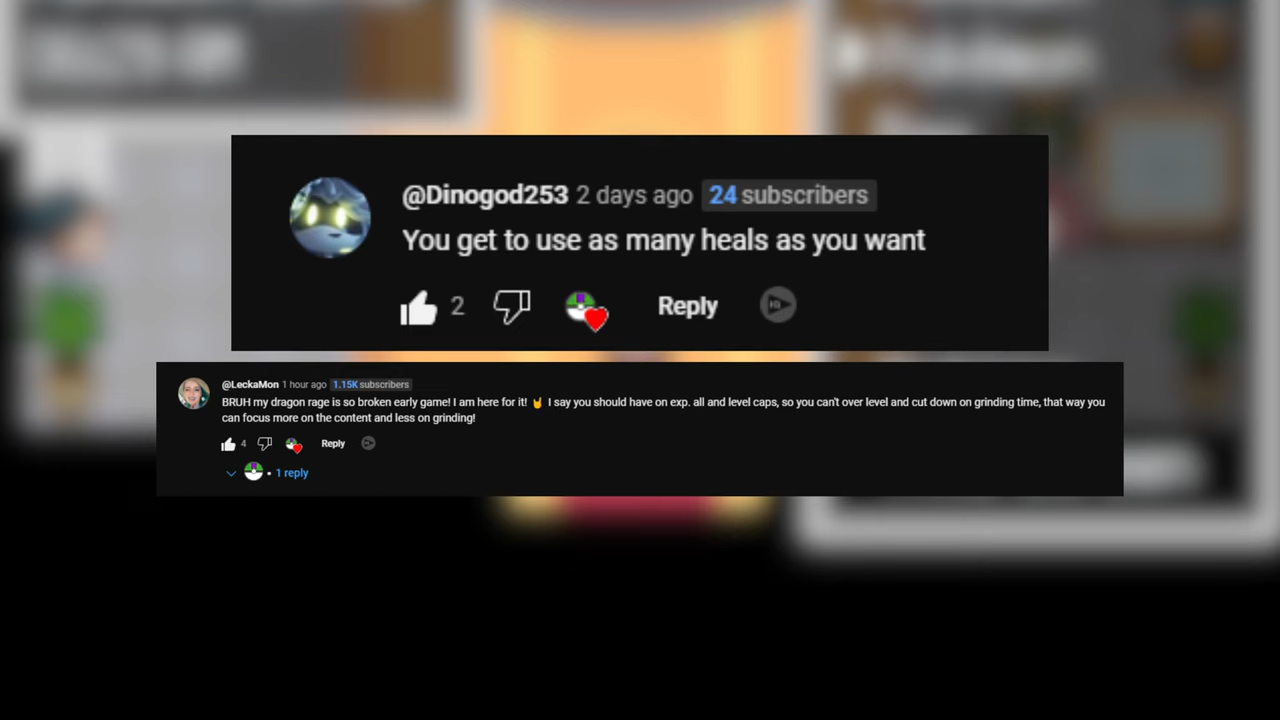 @Dinogod253 2 days ago 24 subscribers
You get to use as many heals as you want
2 Reply
@LeckaMon 1 hour ago 1.15K subscribers
BRUH my dragon rage is so broken early game! I am here for it! 🤘 I say you should have on exp. all and level caps, so you can't over level and cut down on grinding time, that way you
can focus more on the content and less on grinding!
4 Reply
• 1 reply